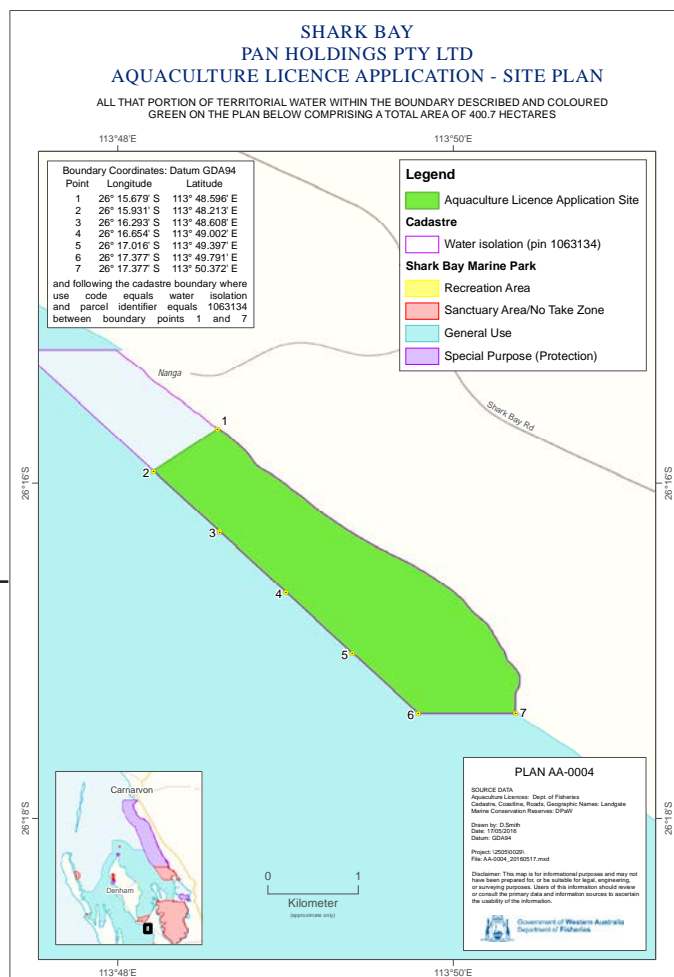 SHARK BAY
PAN HOLDINGS PTY LTD
AQUACULTURE LICENCE APPLICATION - SITE PLAN
ALL THAT PORTION OF TERRITORIAL WATER WITHIN THE BOUNDARY DESCRIBED AND COLOURED
GREEN ON THE PLAN BELOW COMPRISING A TOTAL AREA OF 400.7 HECTARES
113°48'E 113°50'E
Boundary Coordinates: Datum GDA94
Point Longitude Latitude
1 26° 15.679' S 113° 48.596' E
2 26° 15.931' S 113° 48.213' E
3 26° 16.293' S 113° 48.608' E
4 26° 16.654' S 113° 49.002' E
5 26° 17.016' S 113° 49.397' E
6 26° 17.377' S 113° 49.791' E
7 26° 17.377' S 113° 50.372' E
and following the cadastre boundary where
use code equals water isolation
and parcel identifier equals 1063134
between boundary points 1 and 7
Legend
Aquaculture Licence Application Site
Cadastre
Water isolation (pin 1063134)
Shark Bay Marine Park
Recreation Area
Sanctuary Area/No Take Zone
General Use
Special Purpose (Protection)
Nanga
Shark Bay Rd
1
2
3
4
5
6
7
26°16'S
26°16'S
26°18'S
26°18'S
Carnarvon
Denham
0 1
Kilometer
(approximate only)
PLAN AA-0004
SOURCE DATA
Aquaculture Licences: Dept. of Fisheries
Cadastre, Coastline, Roads, Geographic Names: Landgate
Marine Conservation Reserves: DPaW
Drawn by: D.Smith
Date: 17/05/2016
Datum: GDA94
Project: \2505\0029\
File: AA-0004_20160517.mxd
Disclaimer: This map is for informational purposes and may not
have been prepared for, or be suitable for legal, engineering,
or surveying purposes. Users of this information should review
or consult the primary data and information sources to ascertain
the usability of the information.
Government of Western Australia
Department of Fisheries
113°48'E 113°50'E